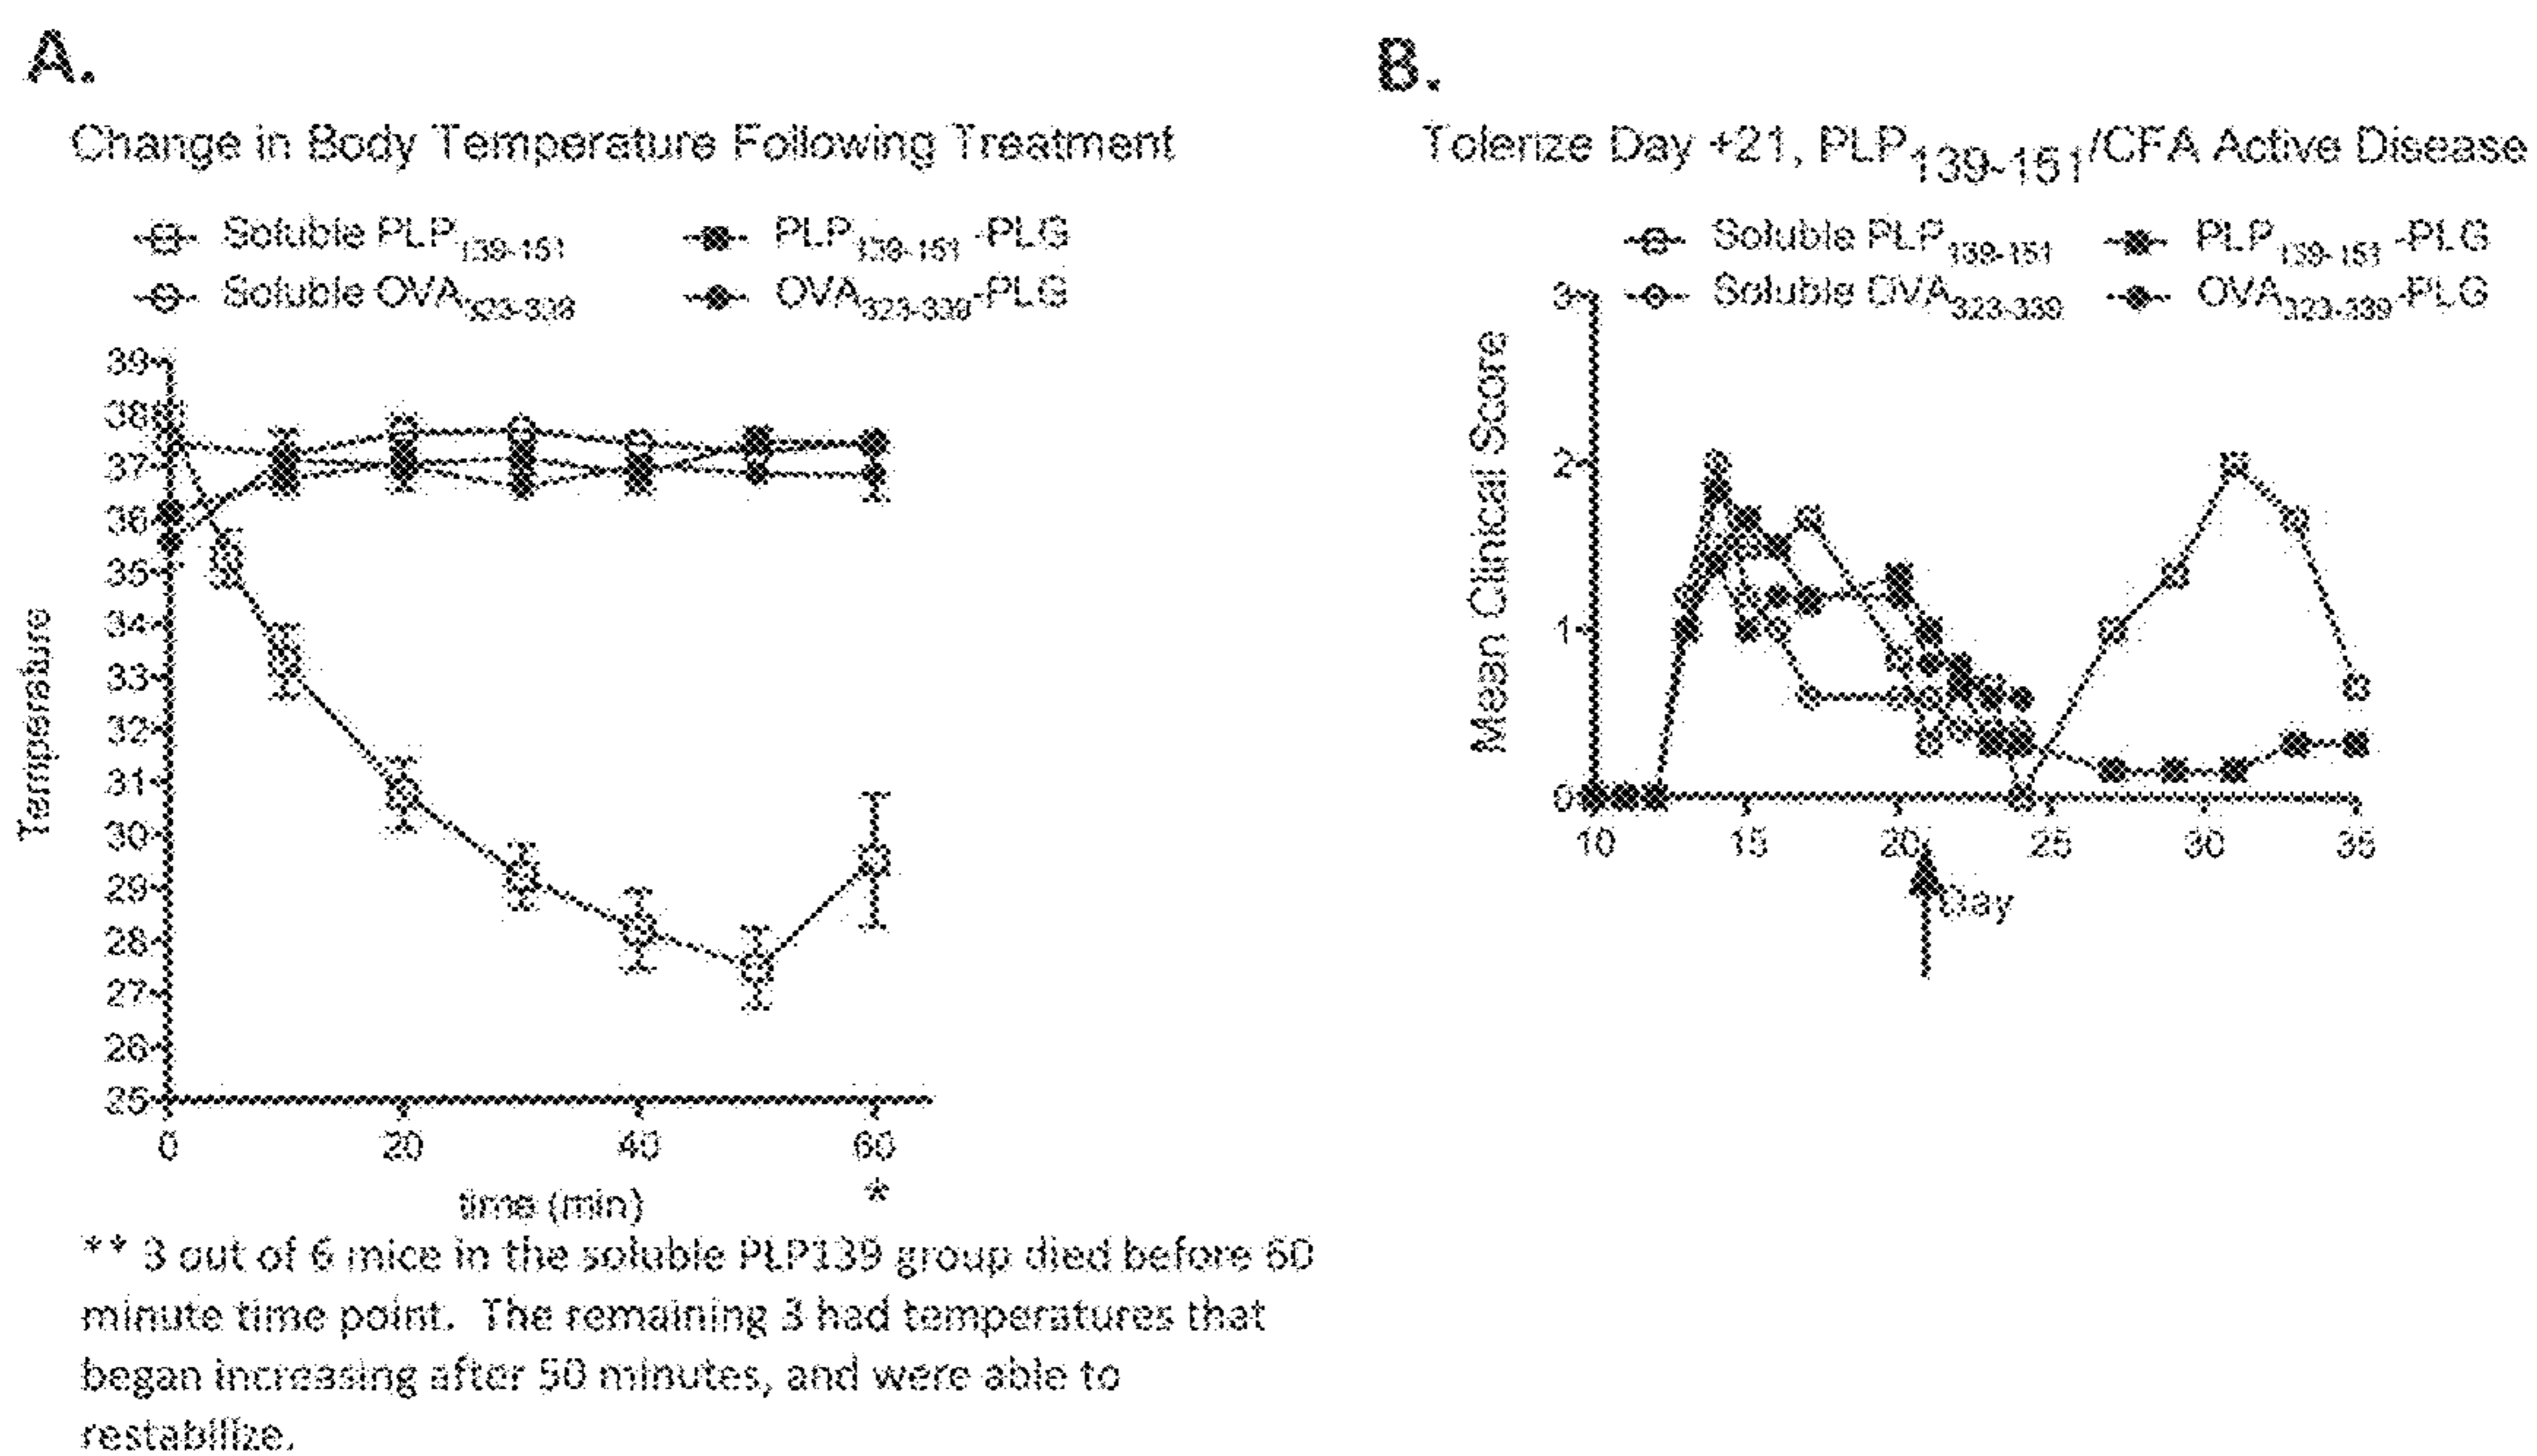 A.
Change in Body Temperature Following Treatment
Soluble PLP139-151
PLP139-151 -PLG
Soluble OVA323-339
OVA323-339-PLG
39
38
37
36
35
34
33
32
31
30
29
28
27
26
25
Temperature
0 20 40 60
*
time (min)
** 3 out of 6 mice in the soluble PLP139 group died before 60
minute time point. The remaining 3 had temperatures that
began increasing after 50 minutes, and were able to
restabilize.
B.
Tolerize Day +21, PLP139-151/CFA Active Disease
Soluble PLP139-151
PLP139-151 -PLG
Soluble OVA323-339
OVA323-339-PLG
3
2
1
0
Mean Clinical Score
10 15 20 25 30 35
Day